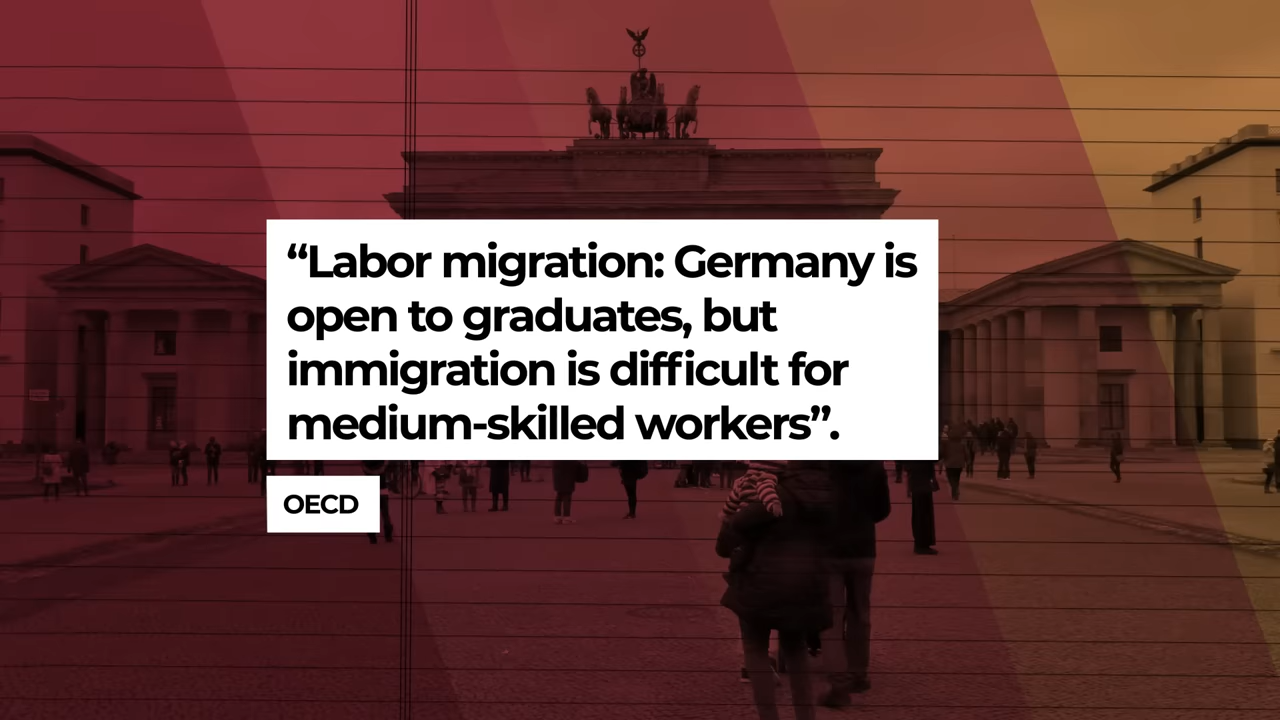 “Labor migration: Germany is
open to graduates, but
immigration is difficult for
medium-skilled workers”.
OECD